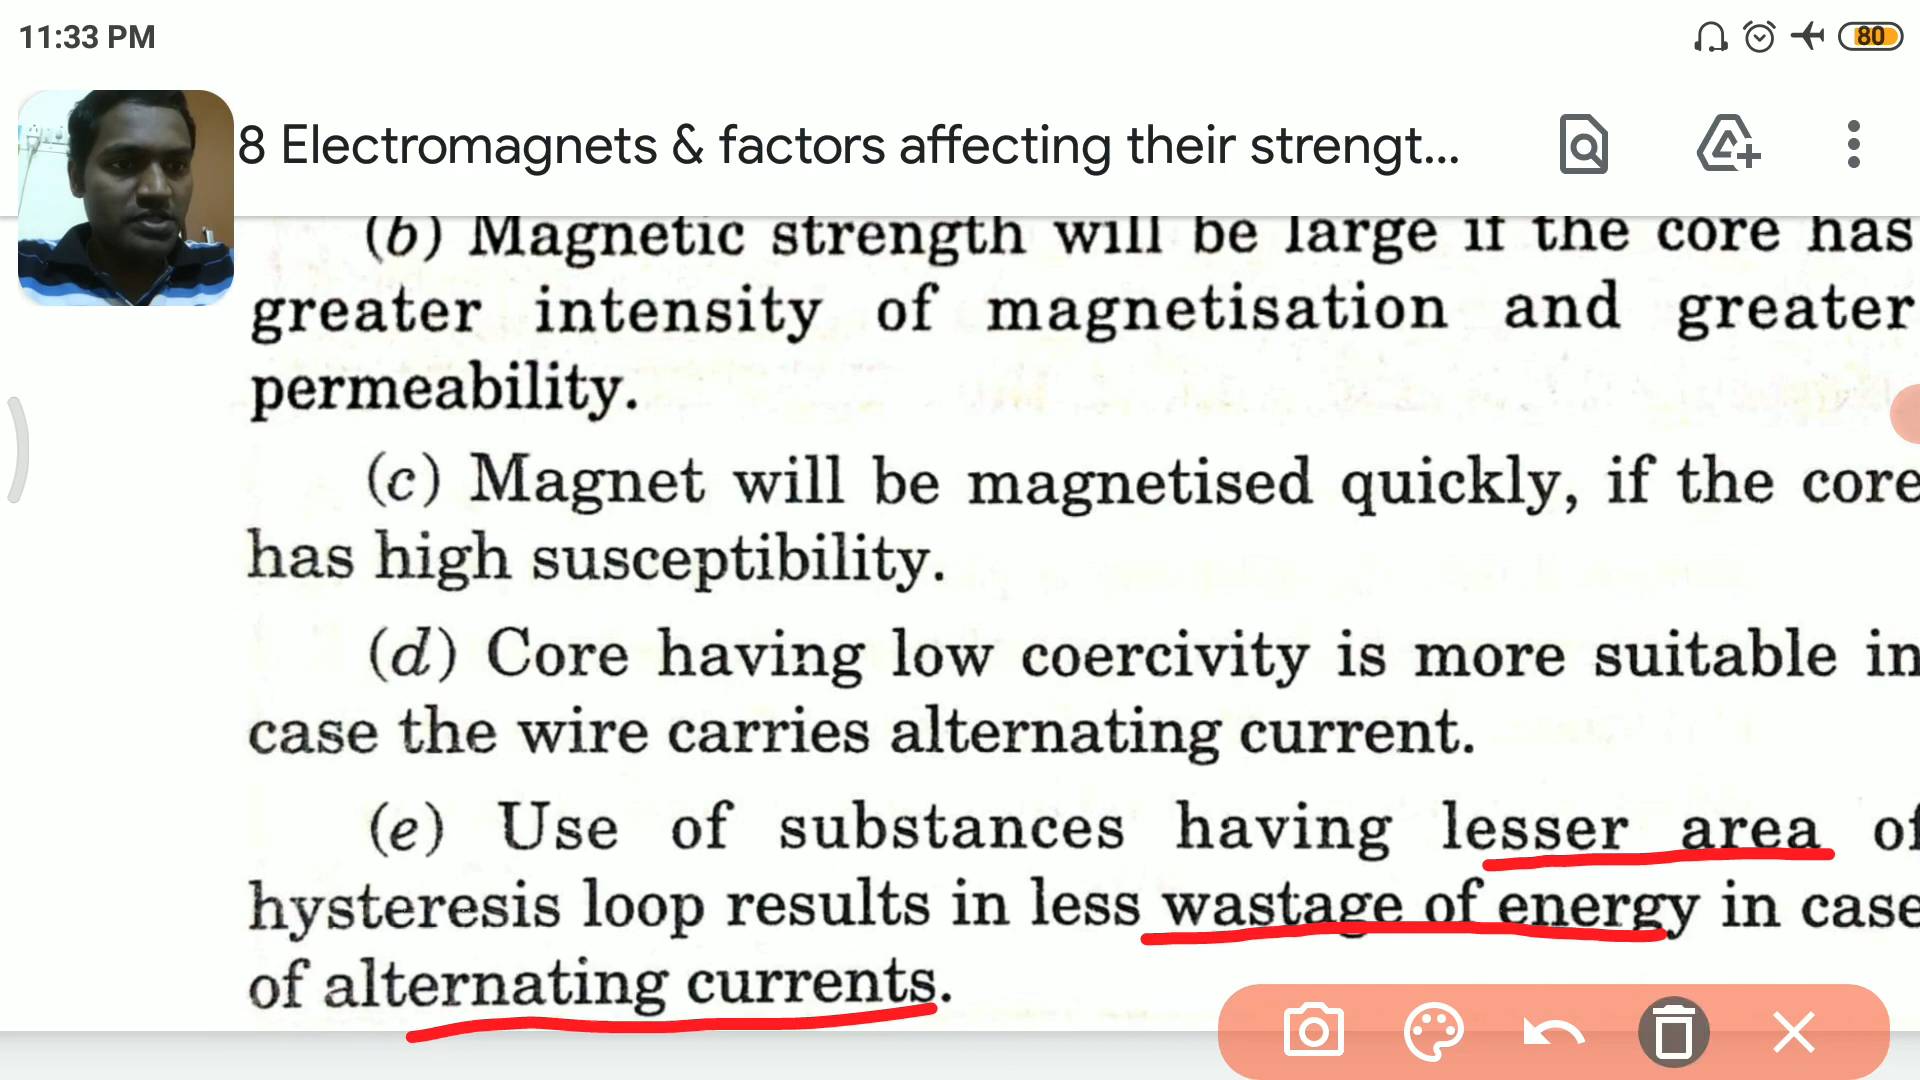 11:33 PM
80
8 Electromagnets & factors affecting their strengt...
(b) Magnetic strength will be large if the core has
greater intensity of magnetisation and greater
permeability.
(c) Magnet will be magnetised quickly, if the core
has high susceptibility.
(d) Core having low coercivity is more suitable in
case the wire carries alternating current.
(e) Use of substances having lesser area of
hysteresis loop results in less wastage of energy in case
of alternating currents.